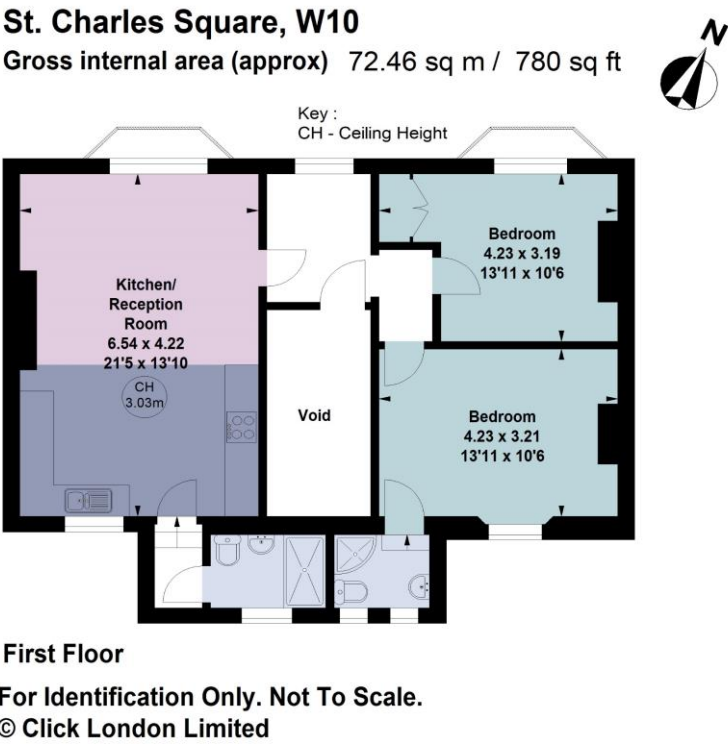 St. Charles Square, W10
Gross internal area (approx) 72.46 sq m / 780 sq ft
N
Key :
CH - Ceiling Height
Bedroom
4.23 x 3.19
13'11 x 10'6
Kitchen/
Reception
Room
6.54 x 4.22
21'5 x 13'10
CH
3.03m
Void
Bedroom
4.23 x 3.21
13'11 x 10'6
First Floor
For Identification Only. Not To Scale.
© Click London Limited